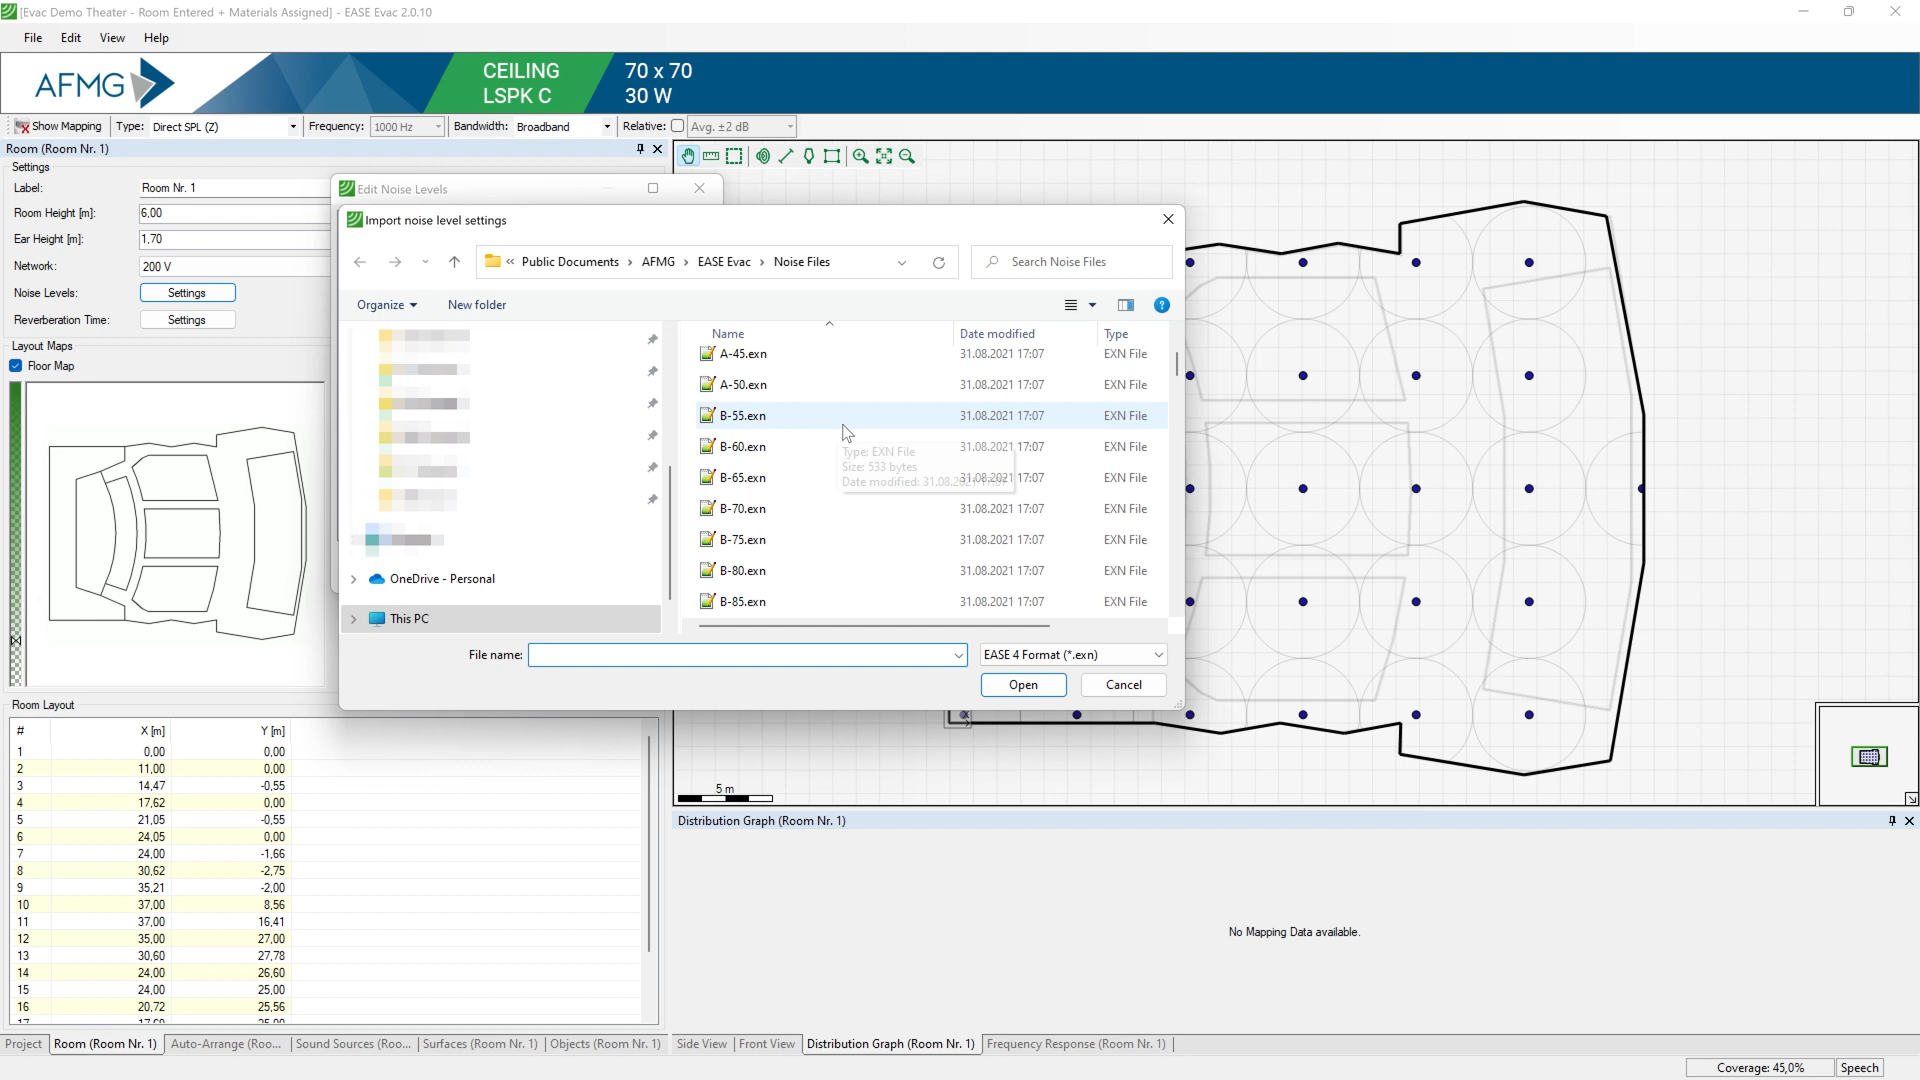 [Evac Demo Theater - Room Entered + Materials Assigned] - EASE Evac 2.0.10
File Edit View Help
AFMG
CEILING
LSPK C
70 x 70
30 W
Show Mapping Type: Direct SPL (Z) Frequency: 1000 Hz Bandwidth: Broadband Relative: Avg. ±2 dB
Room (Room Nr. 1)
Settings
Label: Room Nr. 1
Room Height [m]: 6,00
Ear Height [m]: 1,70
Network: 200 V
Noise Levels: Settings
Reverberation Time: Settings
Layout Maps
Floor Map
Edit Noise Levels
Import noise level settings
« Public Documents › AFMG › EASE Evac › Noise Files
Search Noise Files
Organize New folder
Name Date modified Type
A-45.exn 31.08.2021 17:07 EXN File
A-50.exn 31.08.2021 17:07 EXN File
B-55.exn 31.08.2021 17:07 EXN File
B-60.exn 31.08.2021 17:07 EXN File
B-65.exn 31.08.2021 17:07 EXN File
B-70.exn 31.08.2021 17:07 EXN File
B-75.exn 31.08.2021 17:07 EXN File
B-80.exn 31.08.2021 17:07 EXN File
B-85.exn 31.08.2021 17:07 EXN File
Type: EXN File
Size: 533 bytes
Date modified: 31.08.2021 17:07
OneDrive - Personal
This PC
File name: EASE 4 Format (*.exn)
Open Cancel
Room Layout
# X [m] Y [m]
1 0,00 0,00
2 11,00 0,00
3 14,47 -0,55
4 17,62 0,00
5 21,05 -0,55
6 24,05 0,00
7 24,00 -1,66
8 30,62 -2,75
9 35,21 -2,00
10 37,00 8,56
11 37,00 16,41
12 35,00 27,00
13 30,60 27,78
14 24,00 26,60
15 24,00 25,00
16 20,72 25,56
5 m
Distribution Graph (Room Nr. 1)
No Mapping Data available.
Project Room (Room Nr. 1) Auto-Arrange (Roo... Sound Sources (Roo... Surfaces (Room Nr. 1) Objects (Room Nr. 1) Side View Front View Distribution Graph (Room Nr. 1) Frequency Response (Room Nr. 1)
Coverage: 45,0% Speech